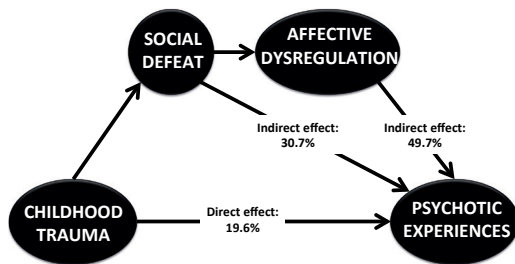 SOCIAL
DEFEAT
AFFECTIVE
DYSREGULATION
Indirect effect:
30.7%
Indirect effect:
49.7%
CHILDHOOD
TRAUMA
Direct effect:
19.6%
PSYCHOTIC
EXPERIENCES